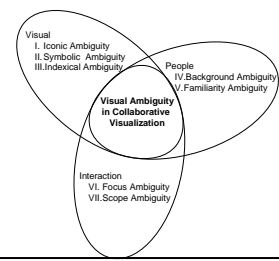 Visual
I. Iconic Ambiguity
II. Symbolic Ambiguity
III.Indexical Ambiguity
People
IV.Background Ambiguity
V.Familiarity Ambiguity
Visual Ambiguity
in Collaborative
Visualization
Interaction
VI. Focus Ambiguity
VII.Scope Ambiguity